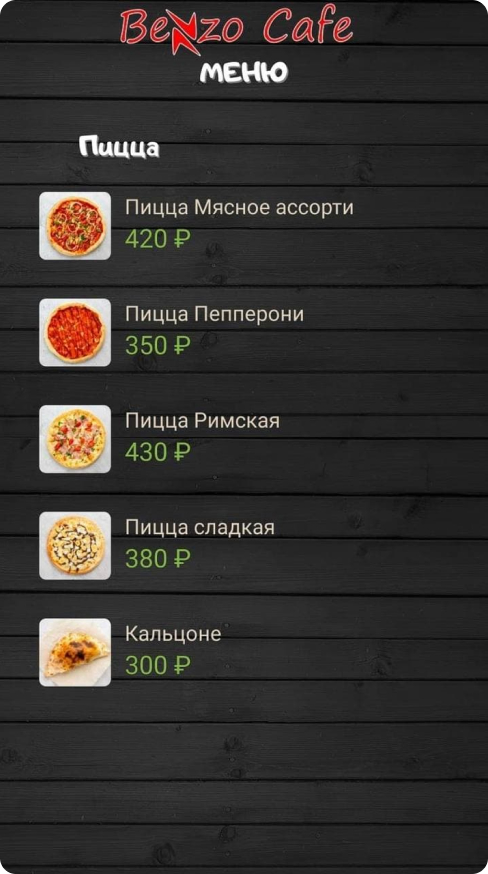 Benzo Cafe
МЕНЮ
Пицца
Пицца Мясное ассорти
420 ₽
Пицца Пепперони
350 ₽
Пицца Римская
430 ₽
Пицца сладкая
380 ₽
Кальцоне
300 ₽